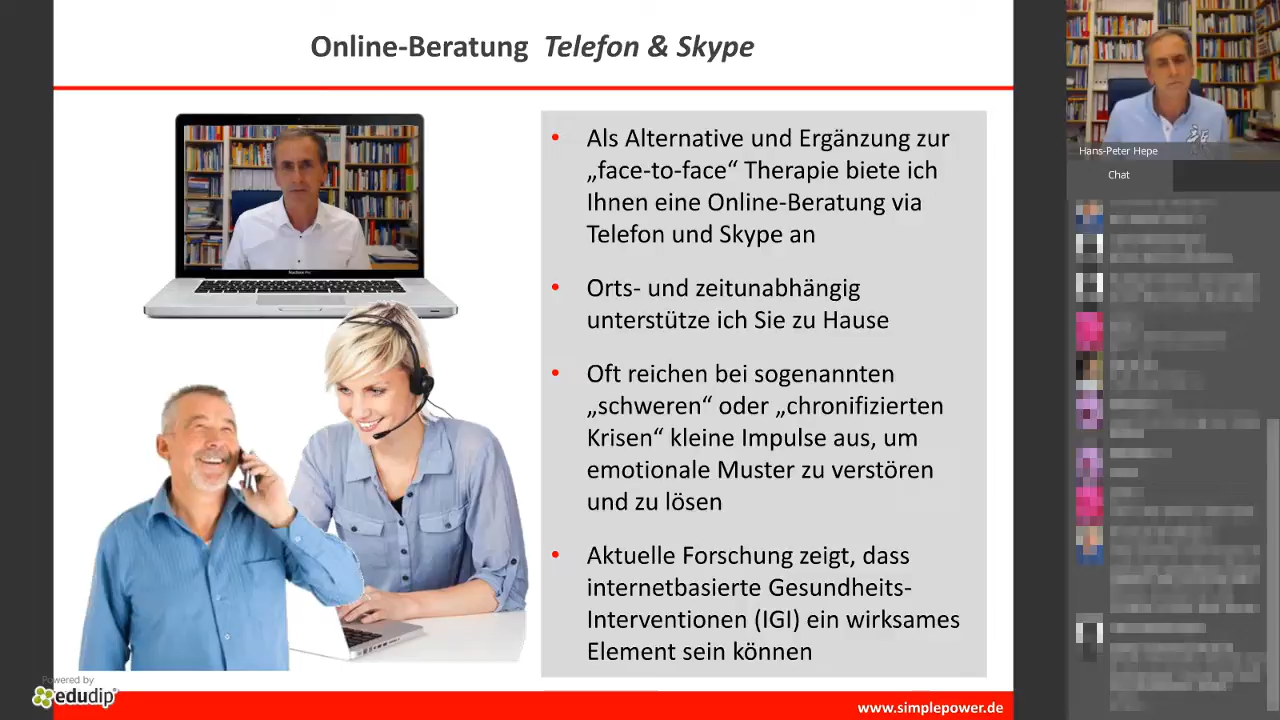 Online-Beratung Telefon & Skype
• Als Alternative und Ergänzung zur
„face-to-face“ Therapie biete ich
Ihnen eine Online-Beratung via
Telefon und Skype an
• Orts- und zeitunabhängig
unterstütze ich Sie zu Hause
• Oft reichen bei sogenannten
„schweren“ oder „chronifizierten
Krisen“ kleine Impulse aus, um
emotionale Muster zu verstören
und zu lösen
• Aktuelle Forschung zeigt, dass
internetbasierte Gesundheits-
Interventionen (IGI) ein wirksames
Element sein können
Powered by
edudip
www.simplepower.de
Hans-Peter Hepe
Chat